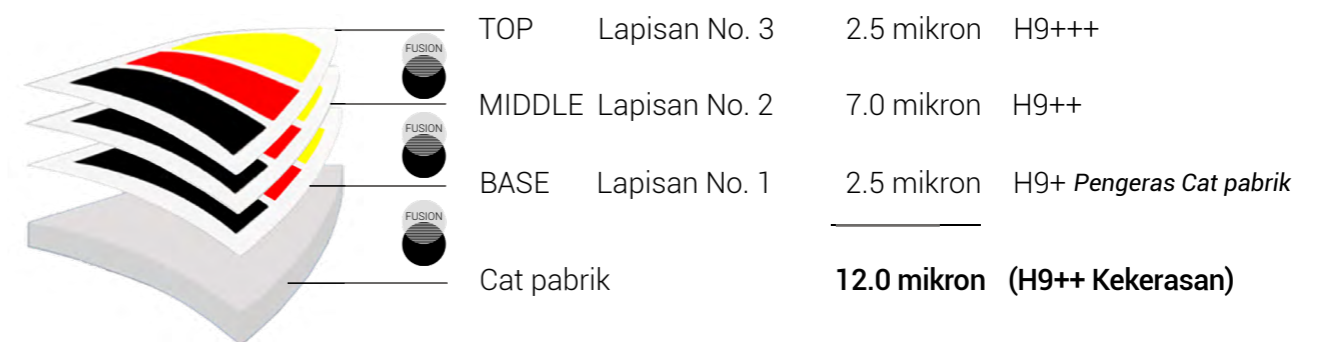 TOP Lapisan No. 3 2.5 mikron H9+++
FUSION
MIDDLE Lapisan No. 2 7.0 mikron H9++
FUSION
BASE Lapisan No. 1 2.5 mikron H9+ Pengeras Cat pabrik
FUSION
Cat pabrik 12.0 mikron (H9++ Kekerasan)